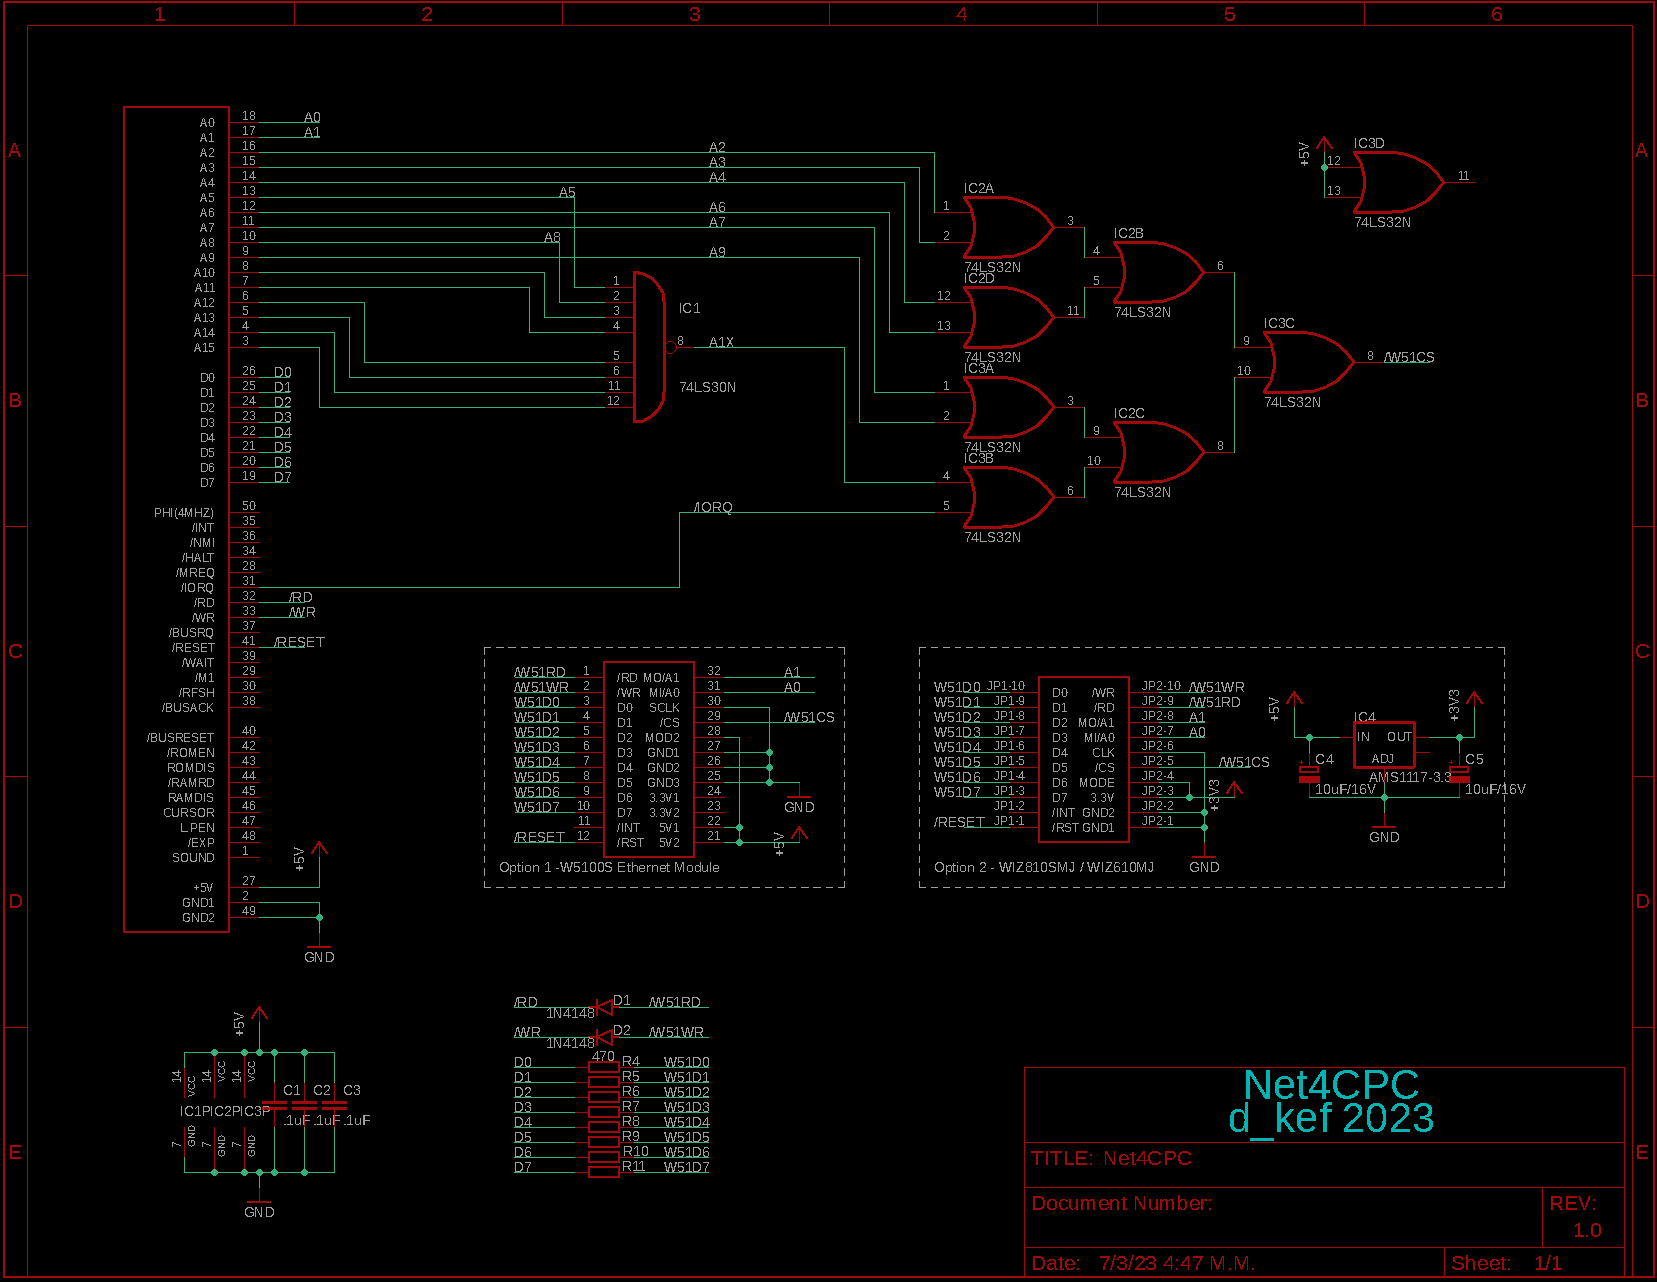 1 2 3 4 5 6
A A
B B
C C
D D
E E
A0 18 A0
A1 17 A1
A2 16 A2
A3 15 A3
A4 14 A4
A5 13 A5
A6 12 A6
A7 11 A7
A8 10 A8
A9 9 A9
A10 8
A11 7
A12 6
A13 5
A14 4
A15 3
D0 26 D0
D1 25 D1
D2 24 D2
D3 23 D3
D4 22 D4
D5 21 D5
D6 20 D6
D7 19 D7
PHI(4MHZ) 50
/INT 35
/NMI 36
/HALT 34
/MREQ 28
/IORQ 31 /IORQ
/RD 32 /RD
/WR 33 /WR
/BUSRQ 37
/RESET 41 /RESET
/WAIT 39
/M1 29
/RFSH 30
/BUSACK 38
/BUSRESET 40
/ROMEN 42
ROMDIS 43
/RAMRD 44
RAMDIS 45
CURSOR 46
L.PEN 47
/EXP 48
SOUND 1
+5V 27 +5V
GND1 2
GND2 49
GND
1
2
3
4
5
6
11
12
IC1
8 A1X
74LS30N
IC2A
1 2 3
74LS32N
IC2D
12 13 11
74LS32N
IC3A
1 2 3
74LS32N
IC3B
4 5 6
74LS32N
IC2B
4 5 6
74LS32N
IC2C
9 10 8
74LS32N
IC3C
9 10 8 /W51CS
74LS32N
+5V
IC3D
12 13 11
74LS32N
/W51RD 1 /RD MO/A1 32 A1
/W51WR 2 /WR MI/A0 31 A0
W51D0 3 D0 SCLK 30
W51D1 4 D1 /CS 29 /W51CS
W51D2 5 D2 MOD2 28
W51D3 6 D3 GND1 27
W51D4 7 D4 GND2 26
W51D5 8 D5 GND3 25
W51D6 9 D6 3.3V1 24
W51D7 10 D7 3.3V2 23
11 /INT 5V1 22
/RESET 12 /RST 5V2 21
GND
+5V
Option 1 -W5100S Ethernet Module
W51D0 JP1-10 D0 /WR JP2-10 /W51WR
W51D1 JP1-9 D1 /RD JP2-9 /W51RD
W51D2 JP1-8 D2 MO/A1 JP2-8 A1
W51D3 JP1-7 D3 MI/A0 JP2-7 A0
W51D4 JP1-6 D4 CLK JP2-6
W51D5 JP1-5 D5 /CS JP2-5 /W51CS
W51D6 JP1-4 D6 MODE JP2-4
W51D7 JP1-3 D7 3.3V JP2-3 +3V3
JP1-2 /INT GND2 JP2-2
/RESET JP1-1 /RST GND1 JP2-1
GND
Option 2 - WIZ810SMJ / WIZ610MJ
+5V +3V3
IC4
IN OUT
ADJ
AMS1117-3.3
C4 C5
10uF/16V 10uF/16V
GND
/RD D1 /W51RD
1N4148
/WR D2 /W51WR
1N4148
470
D0 R4 W51D0
D1 R5 W51D1
D2 R6 W51D2
D3 R7 W51D3
D4 R8 W51D4
D5 R9 W51D5
D6 R10 W51D6
D7 R11 W51D7
+5V
14 VCC 14 VCC 14 VCC
IC1P IC2P IC3P
7 GND 7 GND 7 GND
C1 C2 C3
.1uF .1uF .1uF
GND
Net4CPC
d_kef 2023
TITLE: Net4CPC
Document Number:
REV:
1.0
Date: 7/3/23 4:47 M.M.
Sheet: 1/1